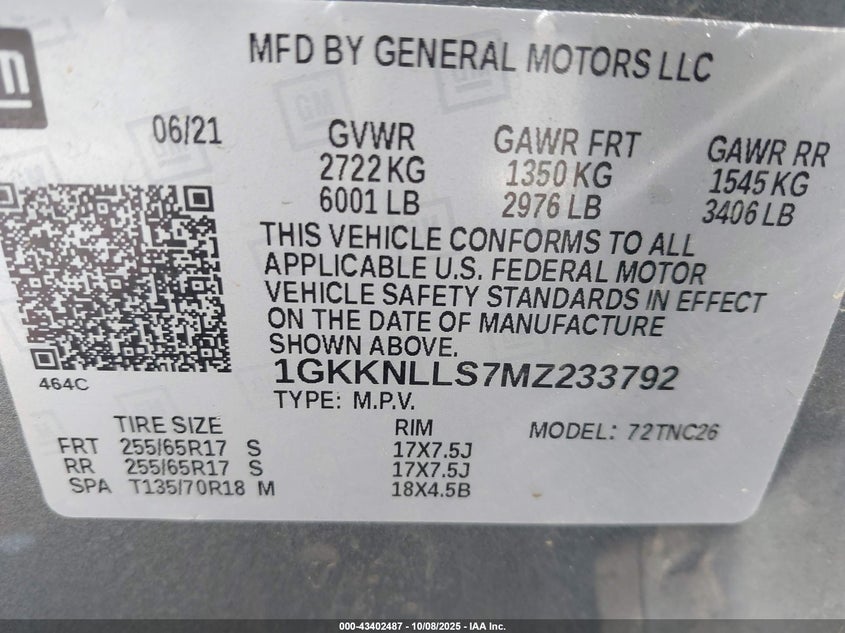 GM
MFD BY GENERAL MOTORS LLC
06/21 GVWR GAWR FRT GAWR RR
2722 KG 1350 KG 1545 KG
6001 LB 2976 LB 3406 LB
THIS VEHICLE CONFORMS TO ALL
APPLICABLE U.S. FEDERAL MOTOR
VEHICLE SAFETY STANDARDS IN EFFECT
ON THE DATE OF MANUFACTURE
SHOWN ABOVE.
464C
1GKKNLLS7MZ233792
TYPE: M.P.V.
TIRE SIZE RIM MODEL: 72TNC26
FRT 255/65R17 S 17X7.5J
RR 255/65R17 S 17X7.5J
SPA T135/70R18 M 18X4.5B
000-43402487 - 10/08/2025 - IAA Inc.